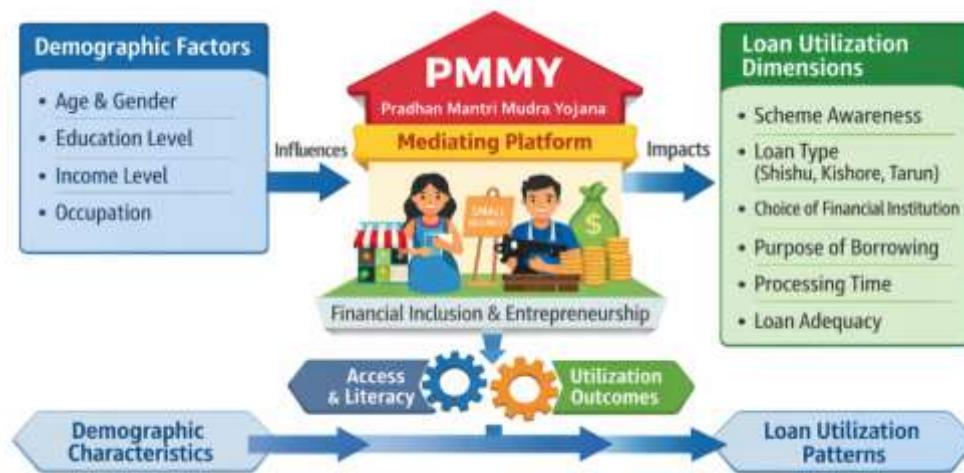 Demographic Factors
• Age & Gender
• Education Level
• Income Level
• Occupation
Influences
PMMY
Pradhan Mantri Mudra Yojana
Mediating Platform
SMALL
$
Financial Inclusion & Entrepreneurship
Impacts
Loan Utilization
Dimensions
• Scheme Awareness
• Loan Type
(Shishu, Kishore, Tarun)
• Choice of Financial Institution
• Purpose of Borrowing
• Processing Time
• Loan Adequacy
Access
& Literacy
Utilization
Outcomes
Demographic
Characteristics
Loan Utilization
Patterns